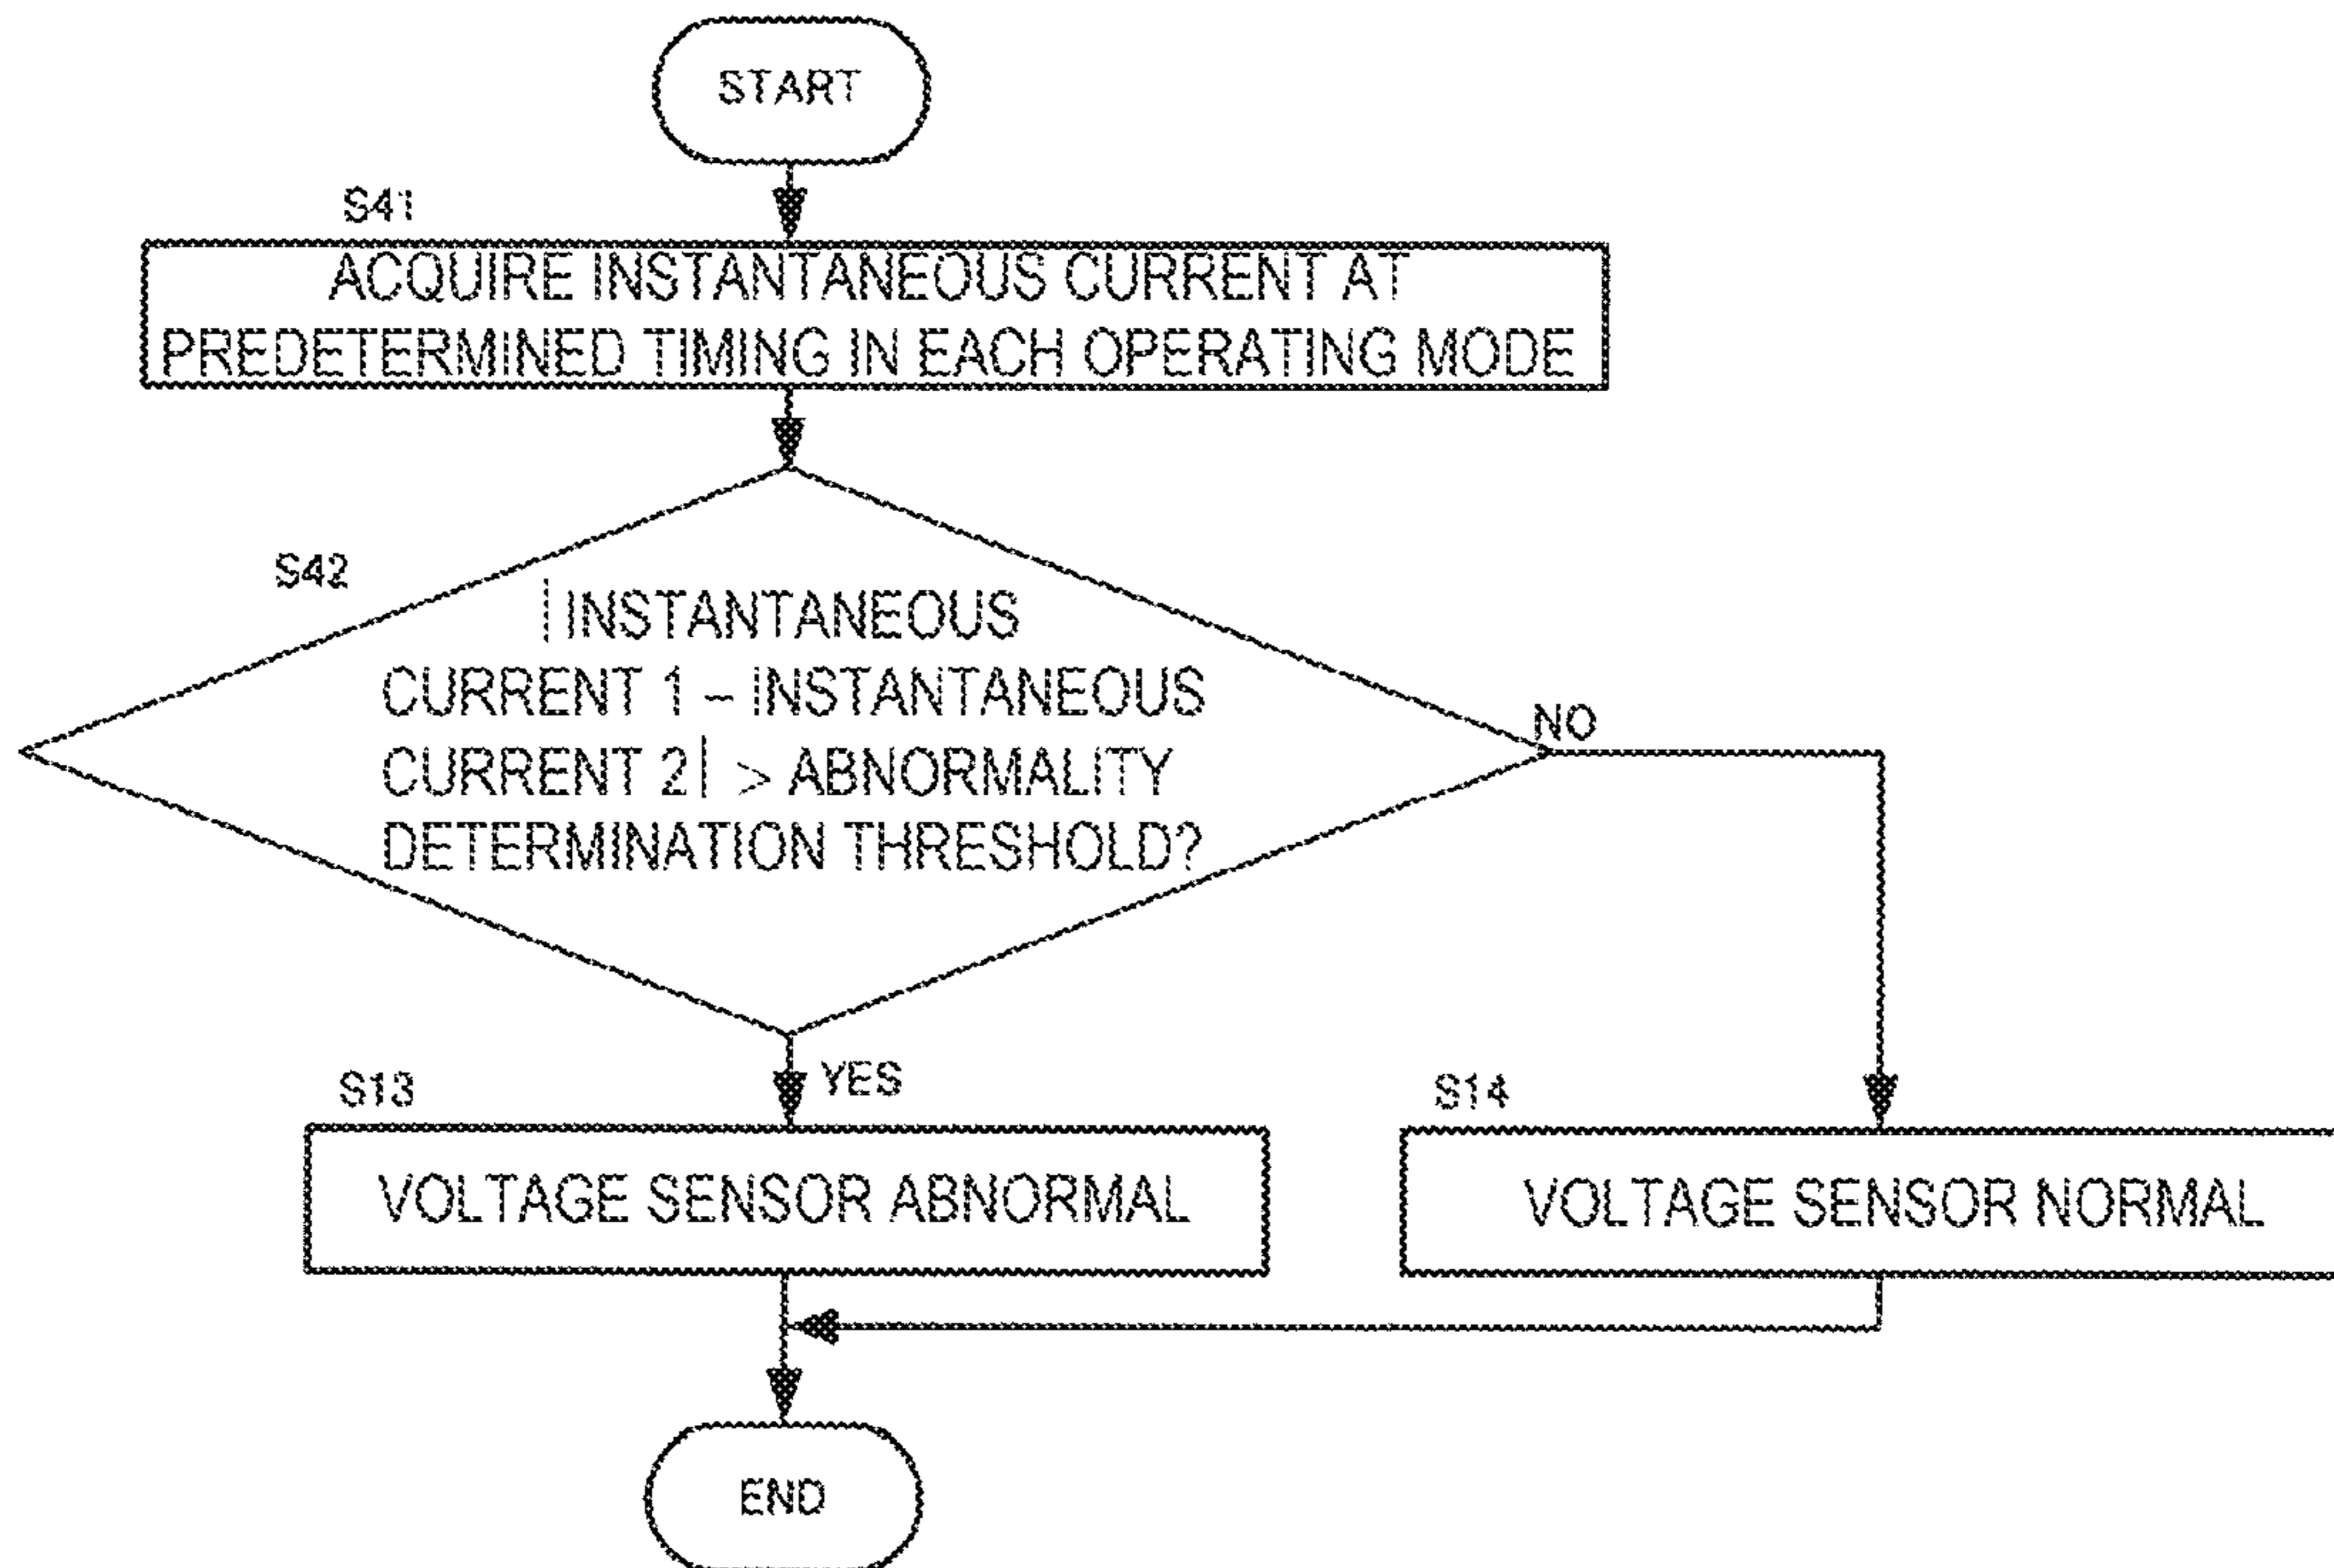 START
S41
ACQUIRE INSTANTANEOUS CURRENT AT
PREDETERMINED TIMING IN EACH OPERATING MODE
S42
|INSTANTANEOUS
CURRENT 1 – INSTANTANEOUS
CURRENT 2| > ABNORMALITY
DETERMINATION THRESHOLD?
NO
YES
S13
VOLTAGE SENSOR ABNORMAL
S14
VOLTAGE SENSOR NORMAL
END